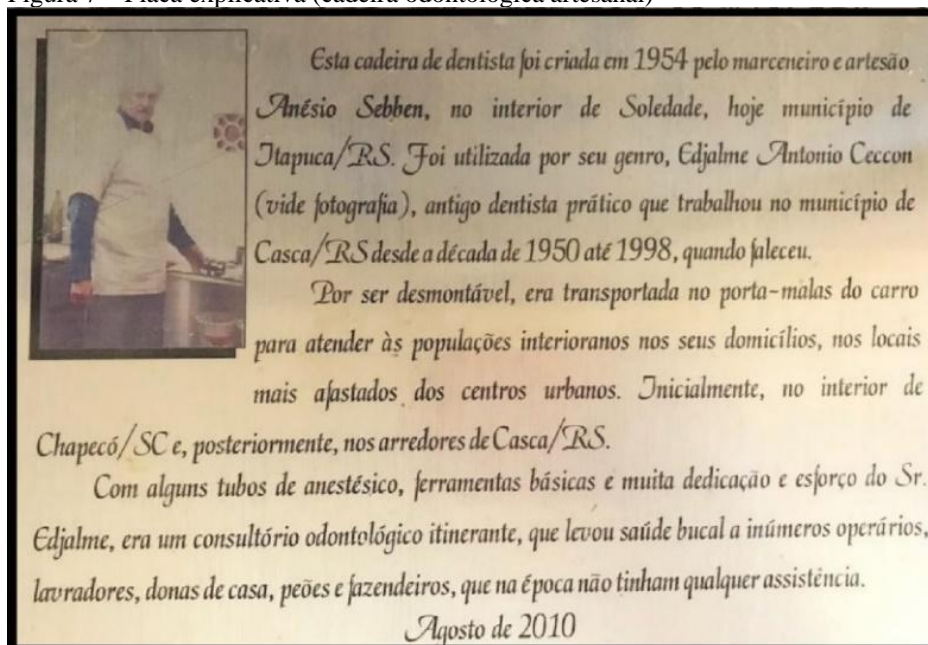 Figura 7 – Placa explicativa (cadeira odontológica artesanal)
Esta cadeira de dentista foi criada em 1954 pelo marceneiro e artesão
Anésio Sebben, no interior de Soledade, hoje município de
Itapuca/RS. Foi utilizada por seu genro, Edjalme Antonio Ceccon
(vide fotografia), antigo dentista prático que trabalhou no município de
Casca/RS desde a década de 1950 até 1998, quando faleceu.
Por ser desmontável, era transportada no porta-malas do carro
para atender às populações interioranos nos seus domicílios, nos locais
mais afastados dos centros urbanos. Inicialmente, no interior de
Chapecó/SC e, posteriormente, nos arredores de Casca/RS.
Com alguns tubos de anestésico, ferramentas básicas e muita dedicação e esforço do Sr.
Edjalme, era um consultório odontológico itinerante, que levou saúde bucal a inúmeros operários,
lavradores, donas de casa, peões e fazendeiros, que na época não tinham qualquer assistência.
Agosto de 2010